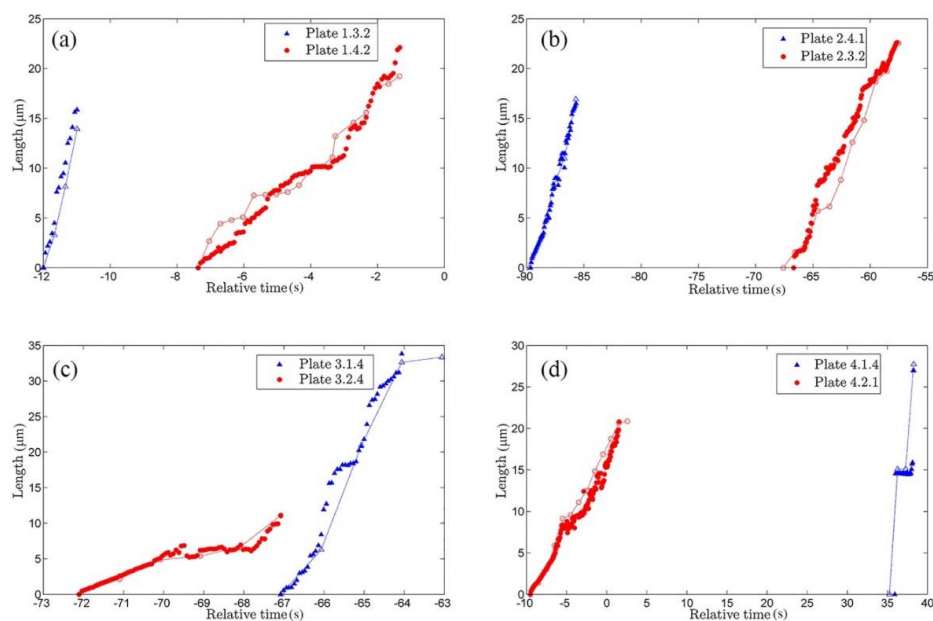 (a)
Plate 1.3.2
Plate 1.4.2
Length (μm)
25
20
15
10
5
0
-12 -10 -8 -6 -4 -2 0
Relative time (s)
(b)
Plate 2.4.1
Plate 2.3.2
Length (μm)
25
20
15
10
5
0
-90 -85 -80 -75 -70 -65 -60 -55
Relative time (s)
(c)
Plate 3.1.4
Plate 3.2.4
Length (μm)
35
30
25
20
15
10
5
0
-73 -72 -71 -70 -69 -68 -67 -66 -65 -64 -63
Relative time (s)
(d)
Plate 4.1.4
Plate 4.2.1
Length (μm)
30
25
20
15
10
5
0
-10 -5 0 5 10 15 20 25 30 35 40
Relative time (s)